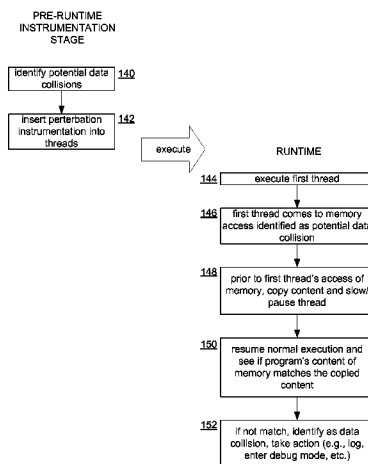 PRE-RUNTIME
INSTRUMENTATION
STAGE
identify potential data
collisions
140
insert perterbation
instrumentation into
threads
142
execute
RUNTIME
144
execute first thread
146
first thread comes to memory
access identified as potential data
collision
148
prior to first thread's access of
memory, copy content and slow/
pause thread
150
resume normal execution and
see if program's content of
memory matches the copied
content
152
if not match, identify as data
collision, take action (e.g., log,
enter debug mode, etc.)